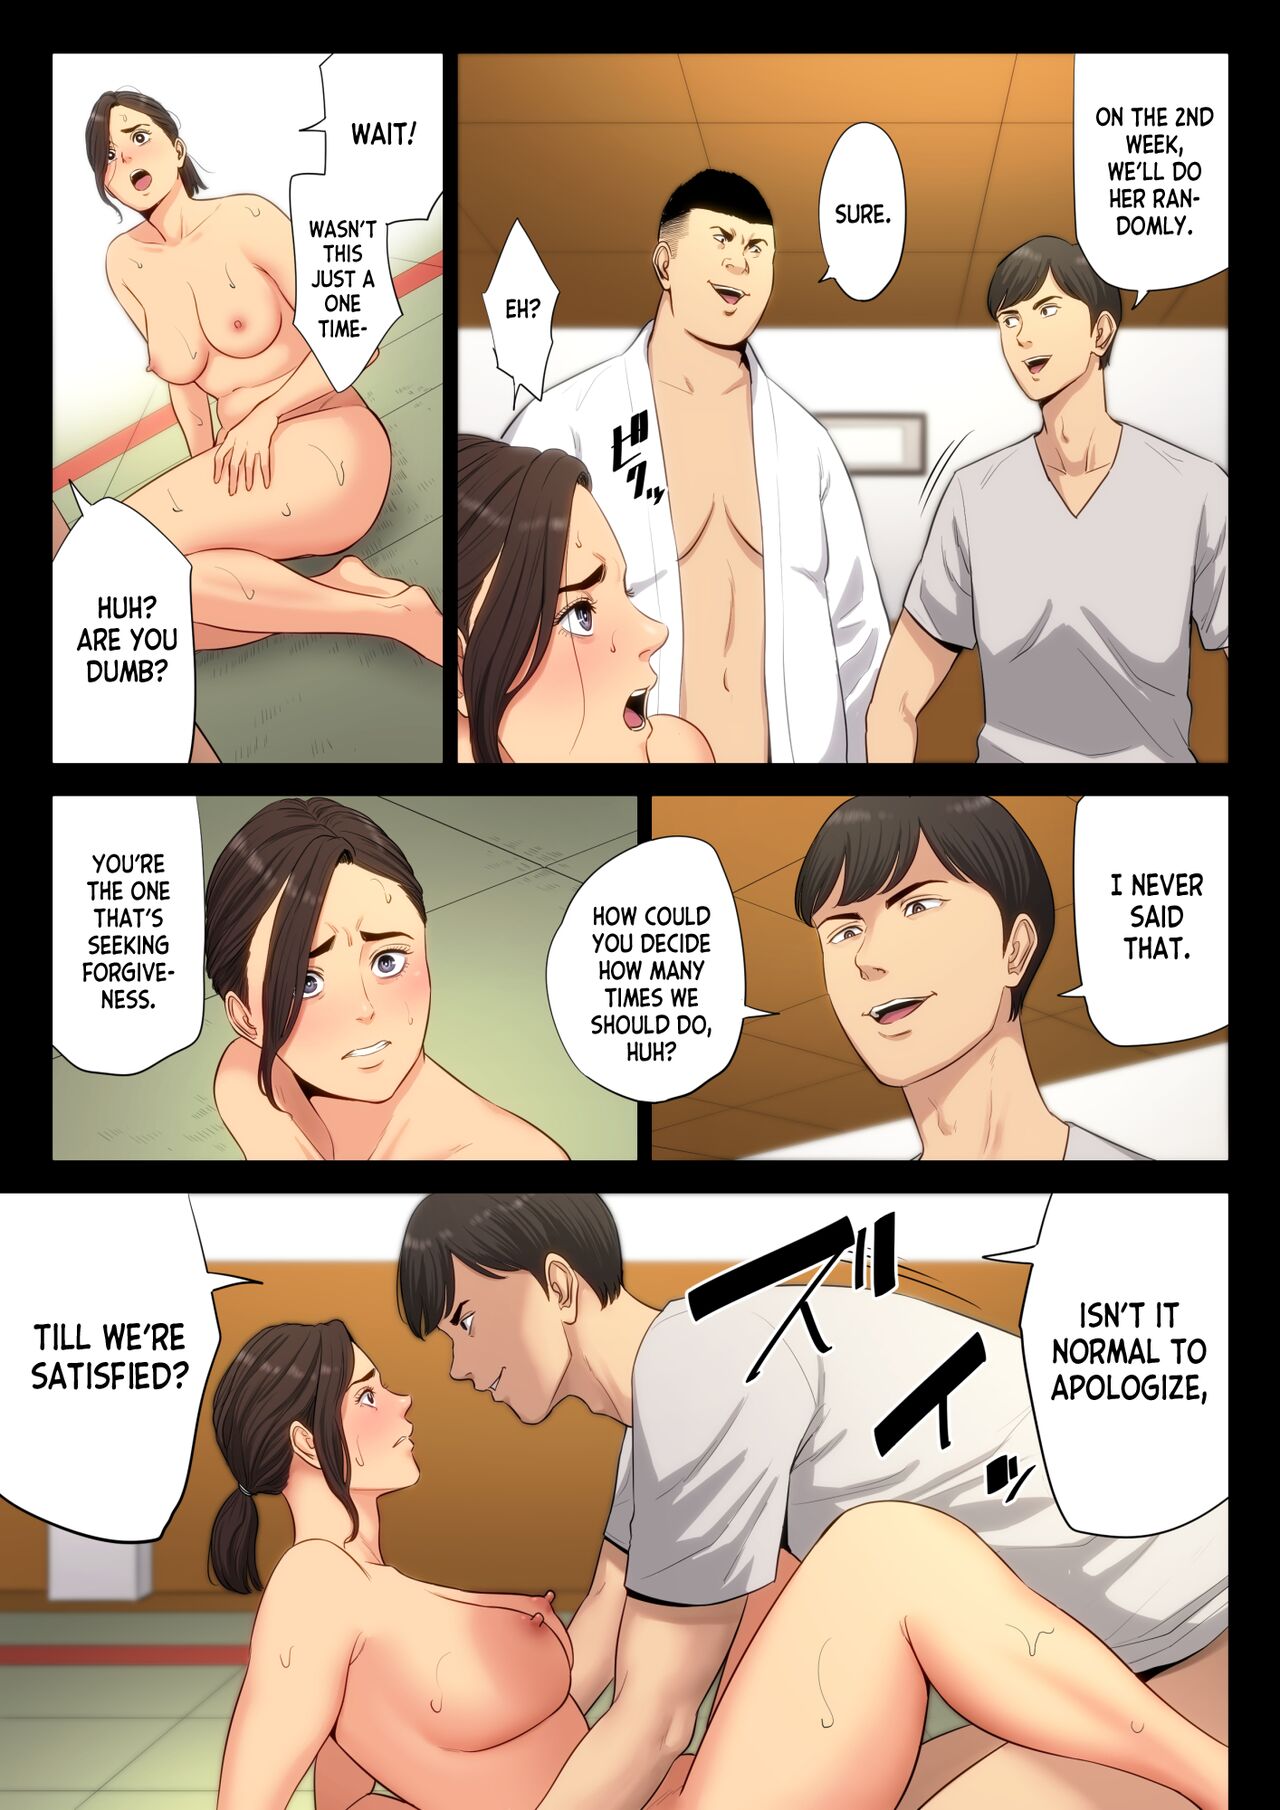 ON THE 2ND
WEEK,
WE'LL DO
HER RAN-
DOMLY.
SURE.
EH?
ビクッ
WAIT!
WASN'T
THIS
JUST A
ONE
TIME-
HUH?
ARE YOU
DUMB?
I NEVER
SAID
THAT.
HOW COULD
YOU DECIDE
HOW MANY
TIMES WE
SHOULD DO,
HUH?
YOU'RE
THE ONE
THAT'S
SEEKING
FORGIVE-
NESS.
ISN'T IT
NORMAL TO
APOLOGIZE,
ズイッ
TILL WE'RE
SATISFIED?